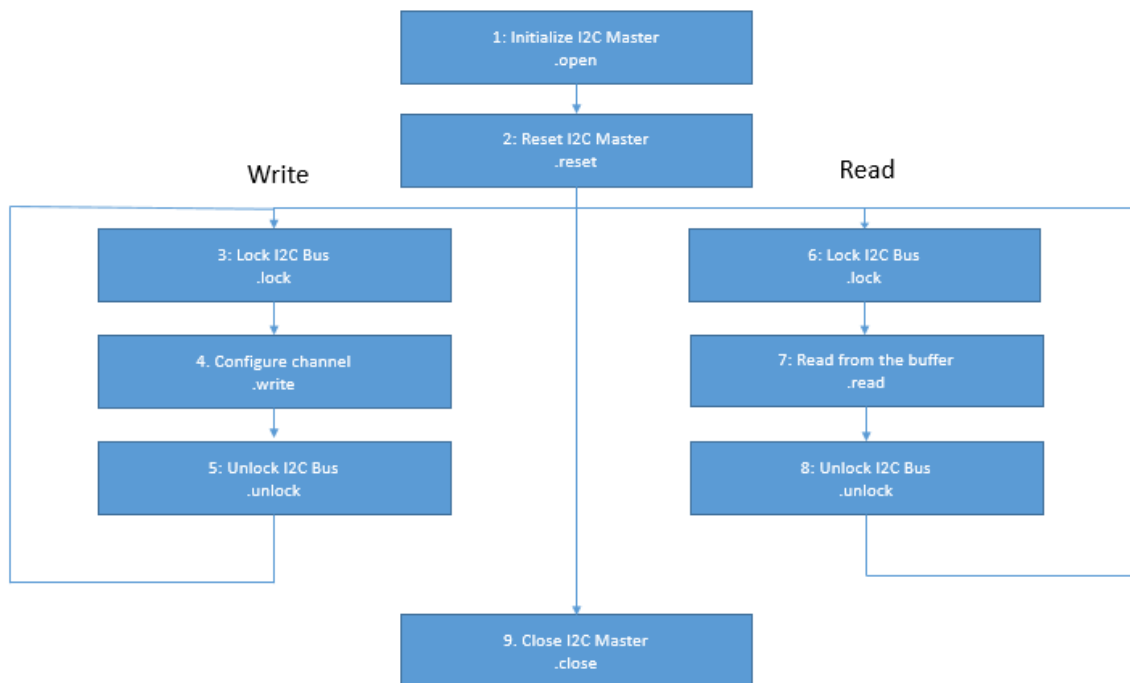 1: Initialize I2C Master
.open
2: Reset I2C Master
.reset
Write
Read
3: Lock I2C Bus
.lock
4. Configure channel
.write
5: Unlock I2C Bus
.unlock
6: Lock I2C Bus
.lock
7: Read from the buffer
.read
8: Unlock I2C Bus
.unlock
9. Close I2C Master
.close